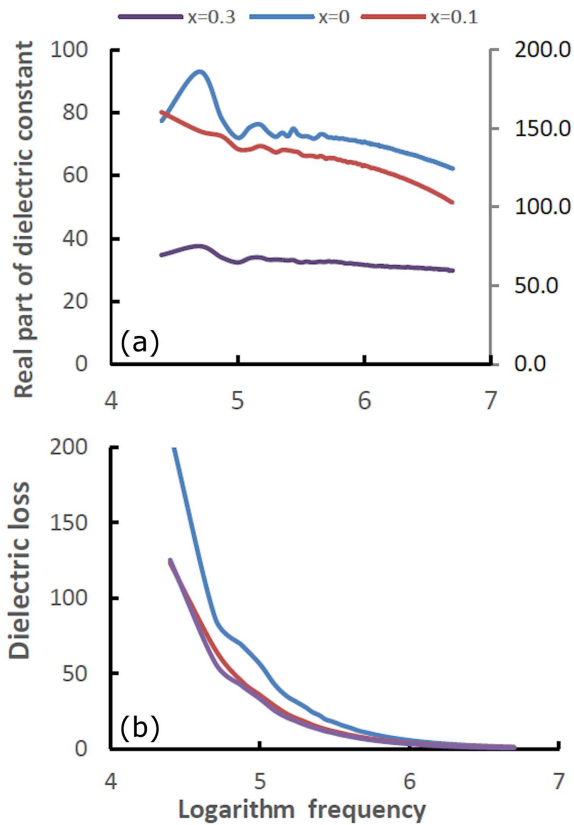 x=0.3 x=0 x=0.1
Real part of dielectric constant
100
80
60
40
20
0
200.0
150.0
100.0
50.0
0.0
(a)
4 5 6 7
Dielectric loss
200
150
100
50
0
(b)
4 5 6 7
Logarithm frequency